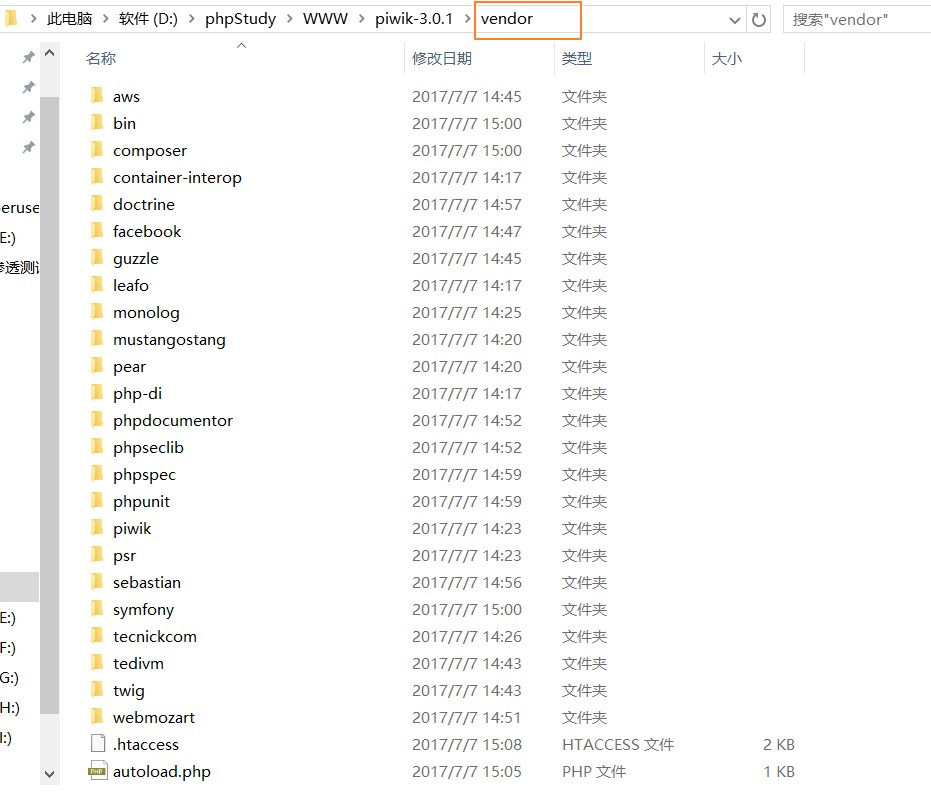 此电脑 软件 (D:) phpStudy WWW piwik-3.0.1 vendor 搜索"vendor"
名称 修改日期 类型 大小
aws 2017/7/7 14:45 文件夹
bin 2017/7/7 15:00 文件夹
composer 2017/7/7 15:00 文件夹
container-interop 2017/7/7 14:17 文件夹
doctrine 2017/7/7 14:57 文件夹
eruse
facebook 2017/7/7 14:47 文件夹
E:)
guzzle 2017/7/7 14:45 文件夹
渗透测试
leafo 2017/7/7 14:17 文件夹
monolog 2017/7/7 14:25 文件夹
mustangostang 2017/7/7 14:20 文件夹
pear 2017/7/7 14:20 文件夹
php-di 2017/7/7 14:17 文件夹
phpdocumentor 2017/7/7 14:52 文件夹
phpseclib 2017/7/7 14:52 文件夹
phpspec 2017/7/7 14:59 文件夹
phpunit 2017/7/7 14:59 文件夹
piwik 2017/7/7 14:23 文件夹
psr 2017/7/7 14:23 文件夹
sebastian 2017/7/7 14:56 文件夹
symfony 2017/7/7 15:00 文件夹
E:)
tecnickcom 2017/7/7 14:26 文件夹
F:)
tedivm 2017/7/7 14:43 文件夹
G:)
twig 2017/7/7 14:43 文件夹
H:)
webmozart 2017/7/7 14:51 文件夹
I:)
.htaccess 2017/7/7 15:08 HTACCESS 文件 2 KB
PHP autoload.php 2017/7/7 15:05 PHP 文件 1 KB